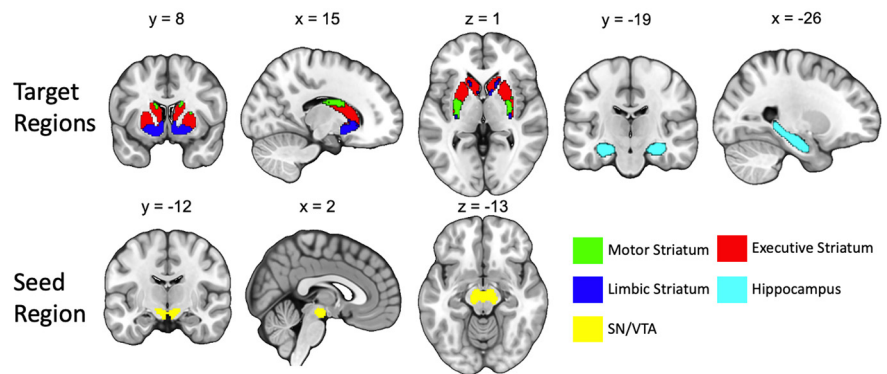 y = 8
x = 15
z = 1
y = -19
x = -26
Target
Regions
y = -12
x = 2
z = -13
Seed
Region
Motor Striatum
Executive Striatum
Limbic Striatum
Hippocampus
SN/VTA